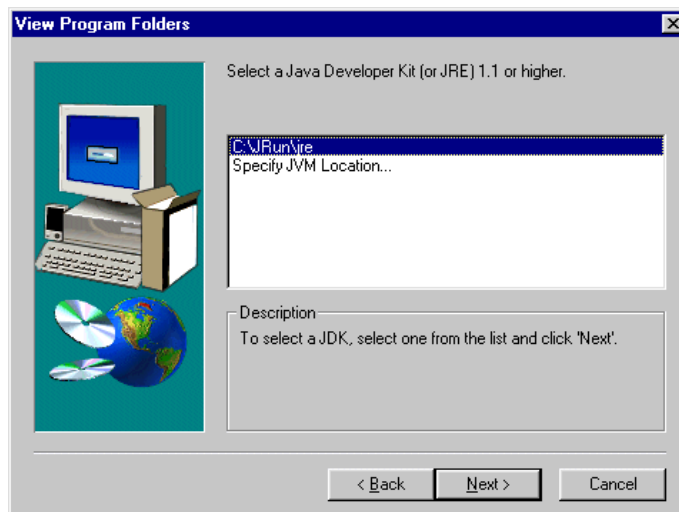 View Program Folders
Select a Java Developer Kit (or JRE) 1.1 or higher.
C:\JRun\jre
Specify JVM Location...
Description
To select a JDK, select one from the list and click 'Next'.
< Back
Next >
Cancel